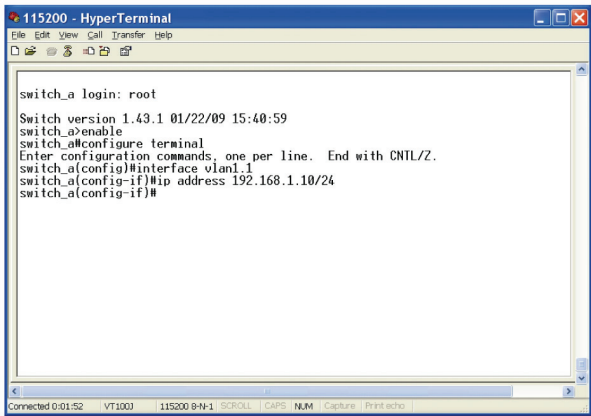 115200 - HyperTerminal
File Edit View Call Transfer Help
switch_a login: root
Switch version 1.43.1 01/22/09 15:40:59
switch_a>enable
switch_a#configure terminal
Enter configuration commands, one per line.  End with CNTL/Z.
switch_a(config)#interface vlan1.1
switch_a(config-if)#ip address 192.168.1.10/24
switch_a(config-if)#
Connected 0:01:52 VT100J 115200 8-N-1 SCROLL CAPS NUM Capture Print echo